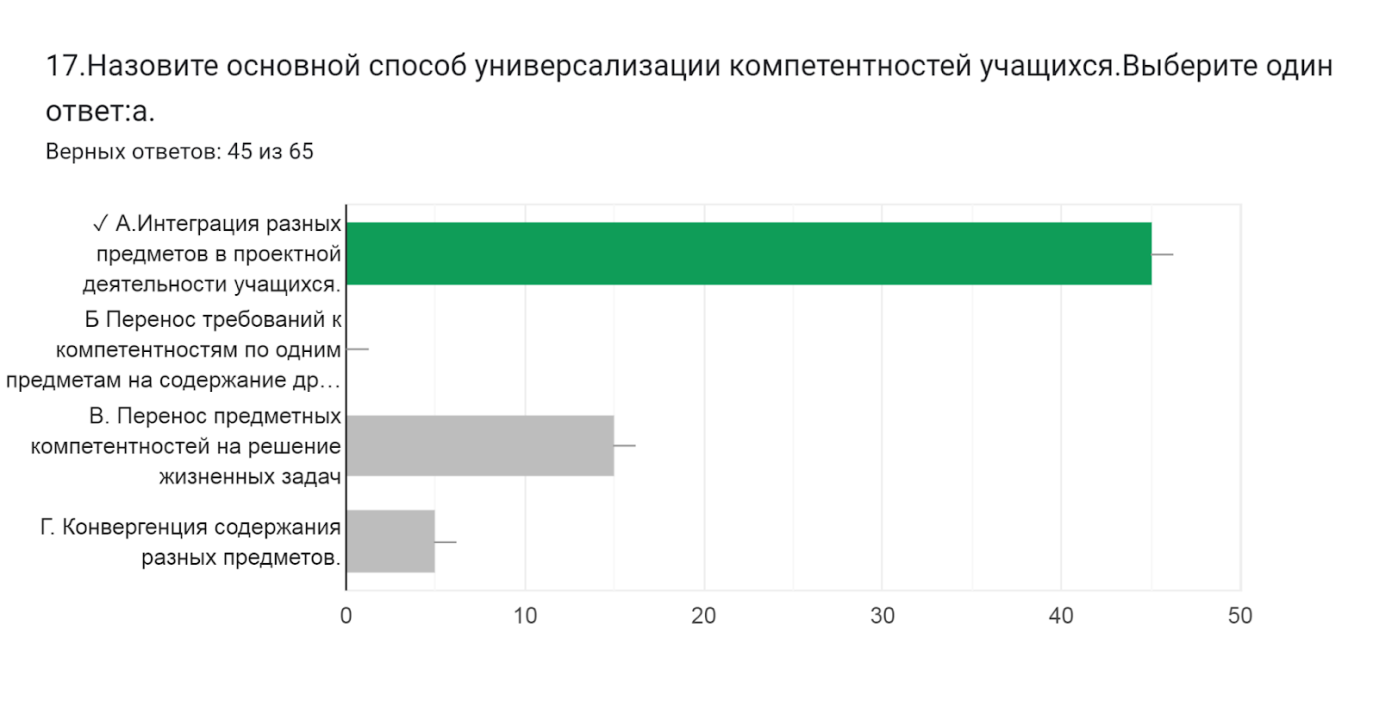 17.Назовите основной способ универсализации компетентностей учащихся.Выберите один
ответ:а.
Верных ответов: 45 из 65
✓ А.Интеграция разных
предметов в проектной
деятельности учащихся.
Б Перенос требований к
компетентностям по одним
предметам на содержание др…
В. Перенос предметных
компетентностей на решение
жизненных задач
Г. Конвергенция содержания
разных предметов.
0 10 20 30 40 50